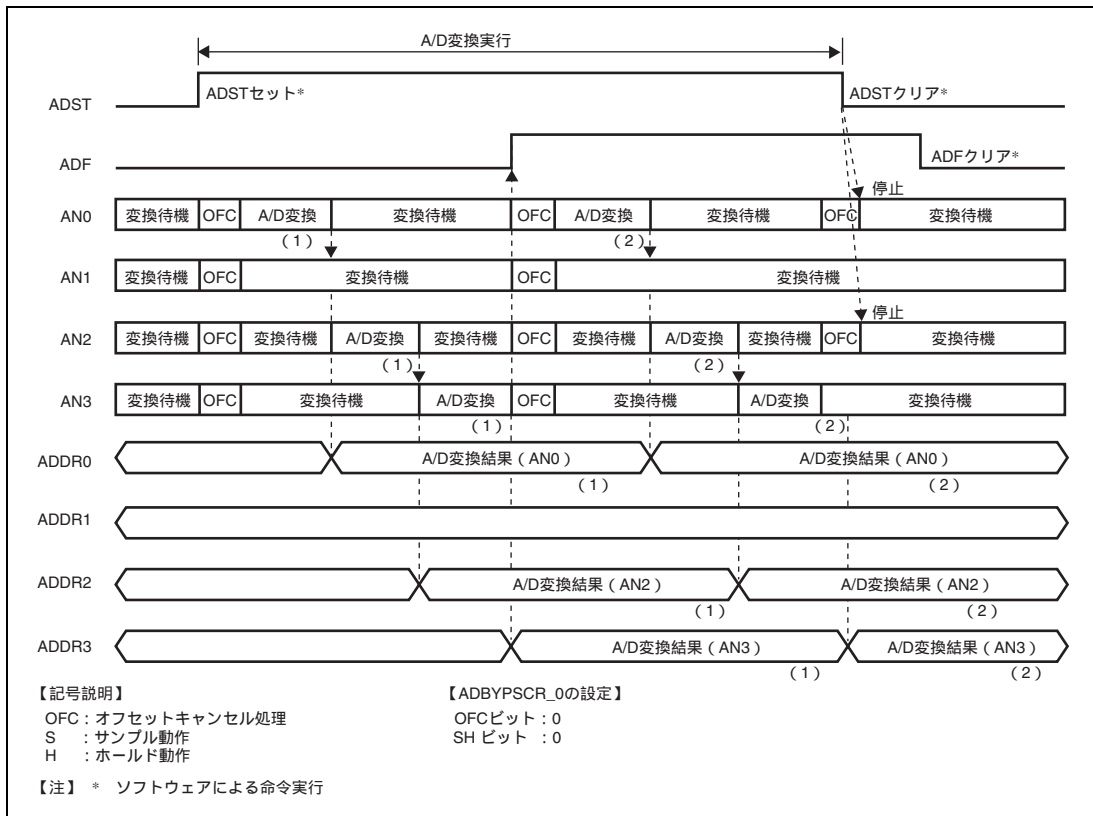 A/D変換実行
ADST
ADSTセット*
ADSTクリア*
ADF
ADFクリア*
停止
AN0 変換待機 OFC A/D変換 変換待機 OFC A/D変換 変換待機 OFC 変換待機
(1) (2)
AN1 変換待機 OFC 変換待機 OFC 変換待機
停止
AN2 変換待機 OFC 変換待機 A/D変換 変換待機 OFC 変換待機 A/D変換 変換待機 OFC 変換待機
(1) (2)
AN3 変換待機 OFC 変換待機 A/D変換 OFC 変換待機 A/D変換 変換待機
(1) (2)
ADDR0 A/D変換結果(AN0) A/D変換結果(AN0)
(1) (2)
ADDR1
ADDR2 A/D変換結果(AN2) A/D変換結果(AN2)
(1) (2)
ADDR3 A/D変換結果(AN3) A/D変換結果(AN3)
(1) (2)
【記号説明】
OFC:オフセットキャンセル処理
S :サンプル動作
H :ホールド動作
【ADBYPSCR_0の設定】
OFCビット:0
SH ビット :0
【注】 * ソフトウェアによる命令実行